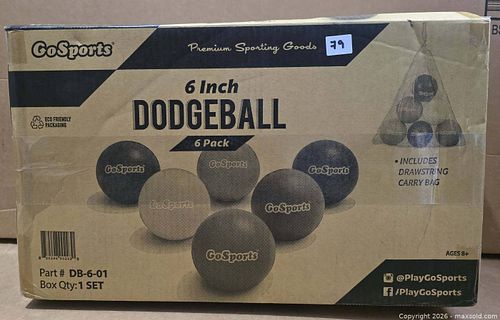 GoSports
Premium Sporting Goods
79
6 Inch
DODGEBALL
6 Pack
ECO FRIENDLY
PACKAGING
• INCLUDES
DRAWSTRING
CARRY BAG
GoSports
GoSports
GoSports
GoSports
GoSports
GoSports
AGES 8+
Part # DB-6-01
Box Qty: 1 SET
@PlayGoSports
/PlayGoSports
Copyright 2026 - maxsold.com